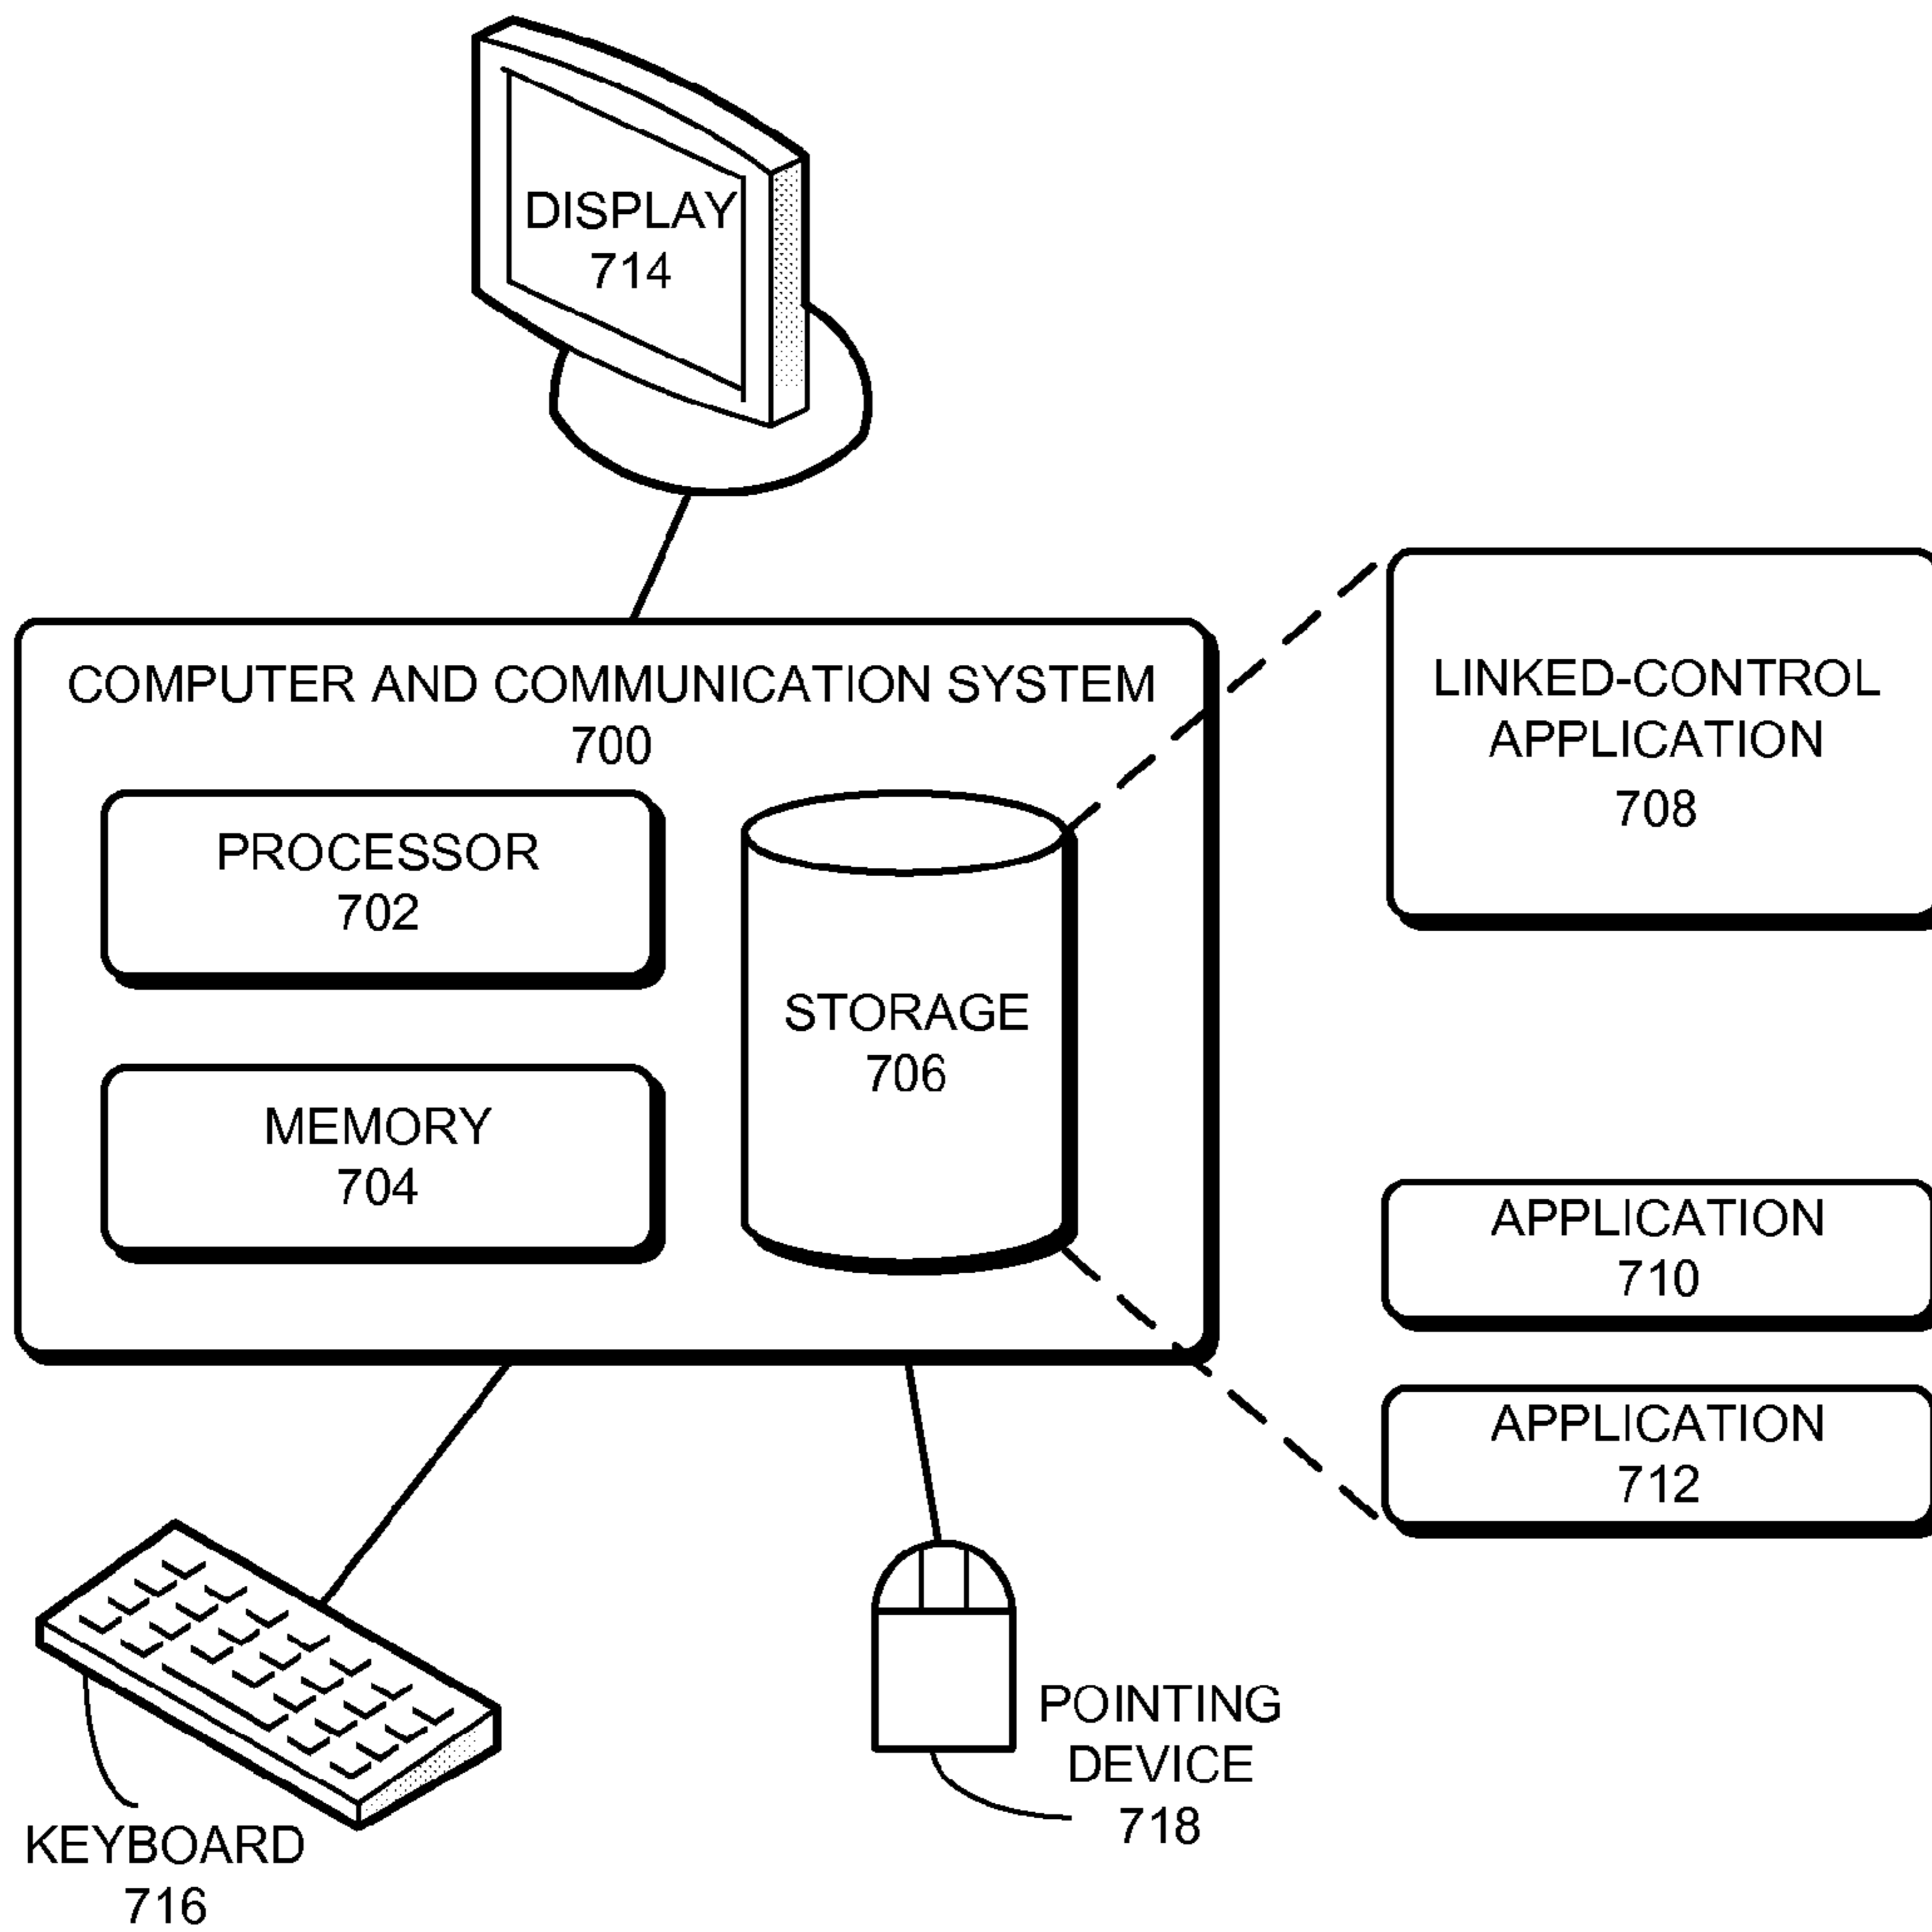 DISPLAY
714
COMPUTER AND COMMUNICATION SYSTEM
700
PROCESSOR
702
MEMORY
704
STORAGE
706
LINKED-CONTROL
APPLICATION
708
APPLICATION
710
APPLICATION
712
KEYBOARD
716
POINTING
DEVICE
718